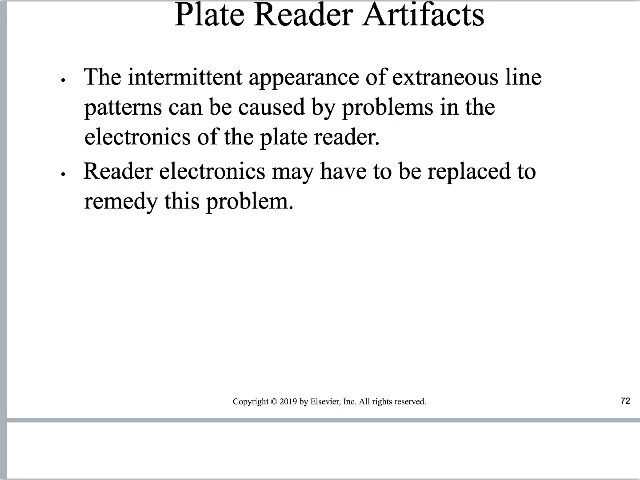 Plate Reader Artifacts
• The intermittent appearance of extraneous line
patterns can be caused by problems in the
electronics of the plate reader.
• Reader electronics may have to be replaced to
remedy this problem.
Copyright © 2019 by Elsevier, Inc. All rights reserved.
72